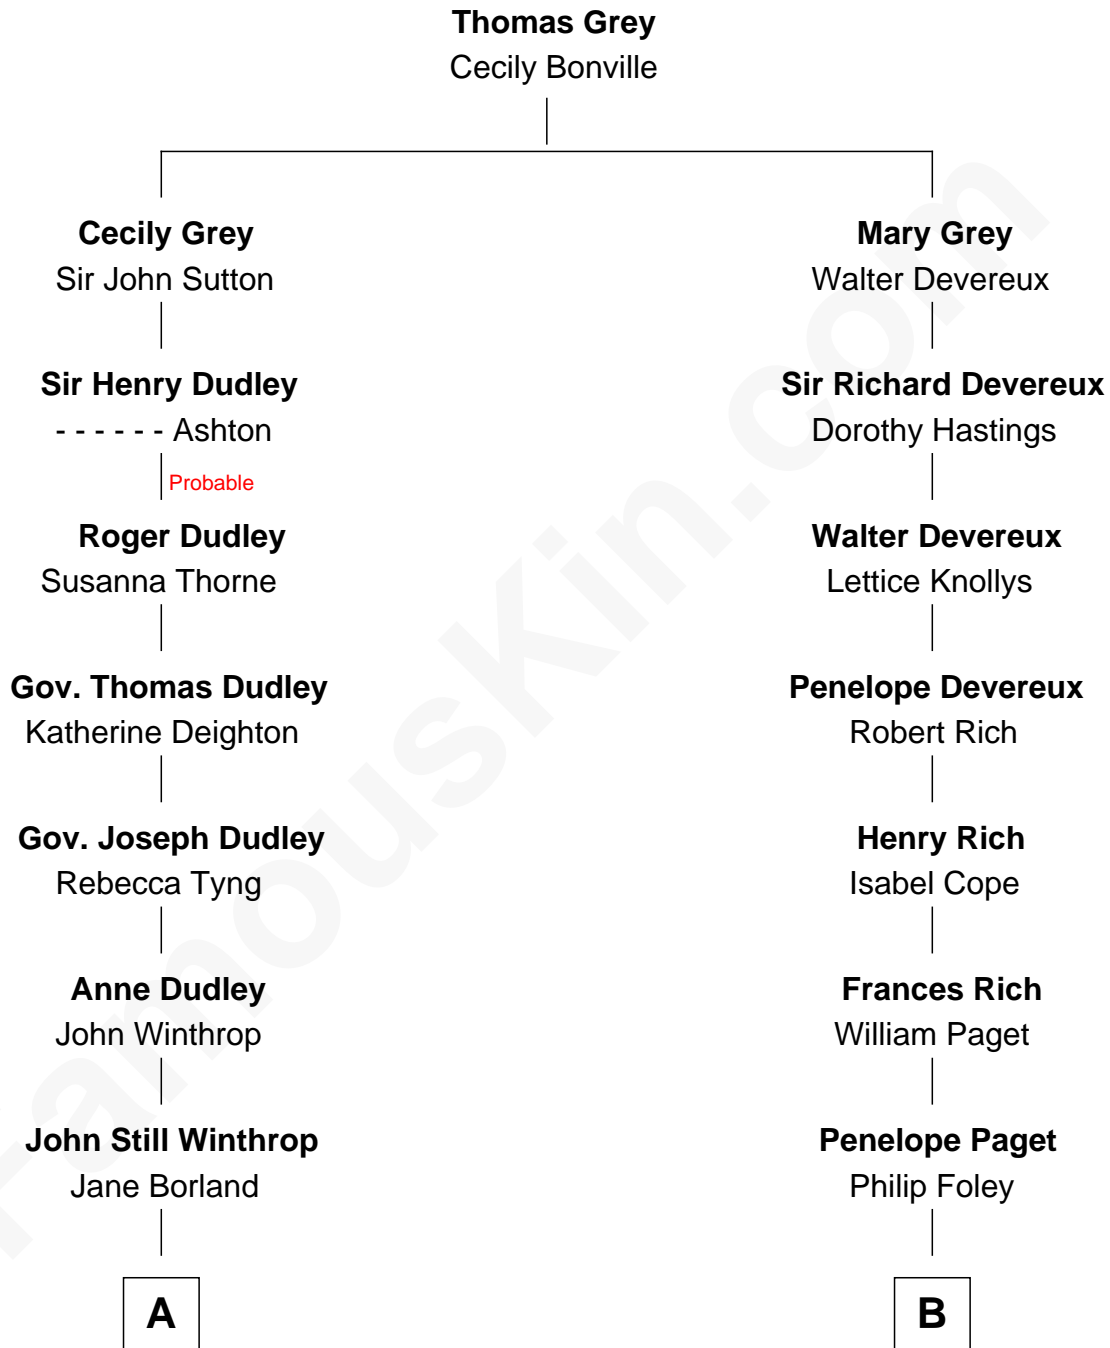 Thomas Grey
Cecily Bonville
Cecily Grey
Sir John Sutton
Mary Grey
Walter Devereux
Sir Henry Dudley
- - - - - - Ashton
Sir Richard Devereux
Dorothy Hastings
Probable
Roger Dudley
Susanna Thorne
Walter Devereux
Lettice Knollys
Gov. Thomas Dudley
Katherine Deighton
Penelope Devereux
Robert Rich
Gov. Joseph Dudley
Rebecca Tyng
Henry Rich
Isabel Cope
Anne Dudley
John Winthrop
Frances Rich
William Paget
John Still Winthrop
Jane Borland
Penelope Paget
Philip Foley
A
B
FamousKin.com